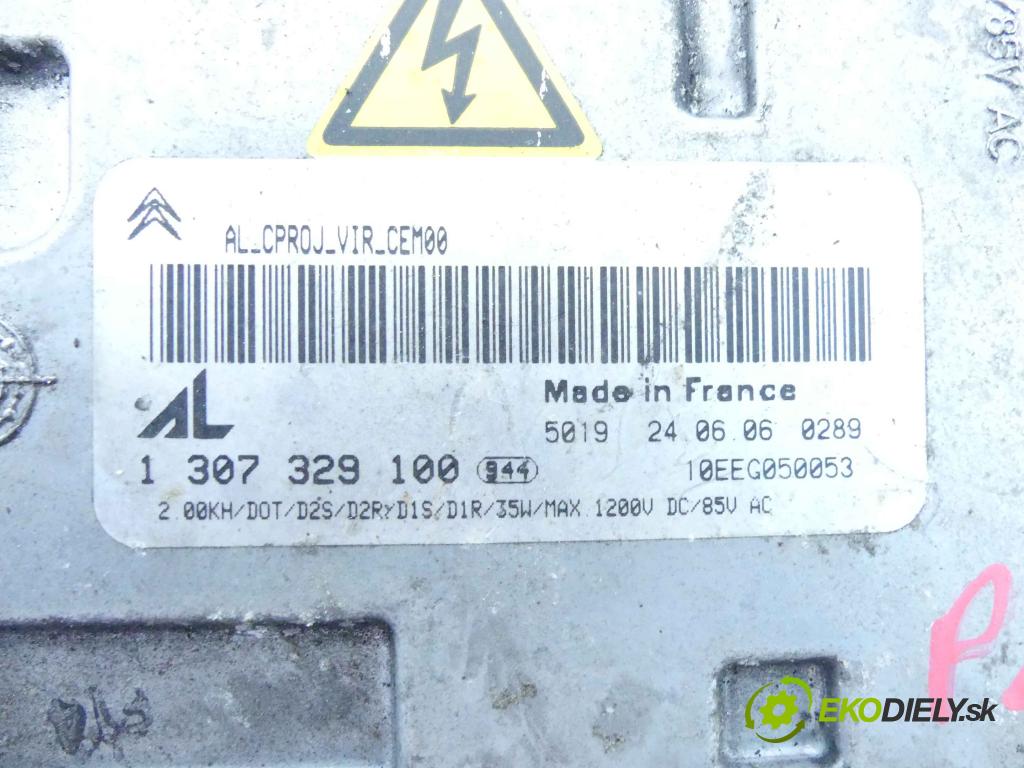 /85V AC
AL_CPROJ_VIR_CEM00
AL
Made in France
5019 24.06.06 0289
1 307 329 100 944 10EEG050053
2.00KH/DOT/D2S/D2R/D1S/D1R/35W/MAX 1200V DC/85V AC
EKODIELY.sk